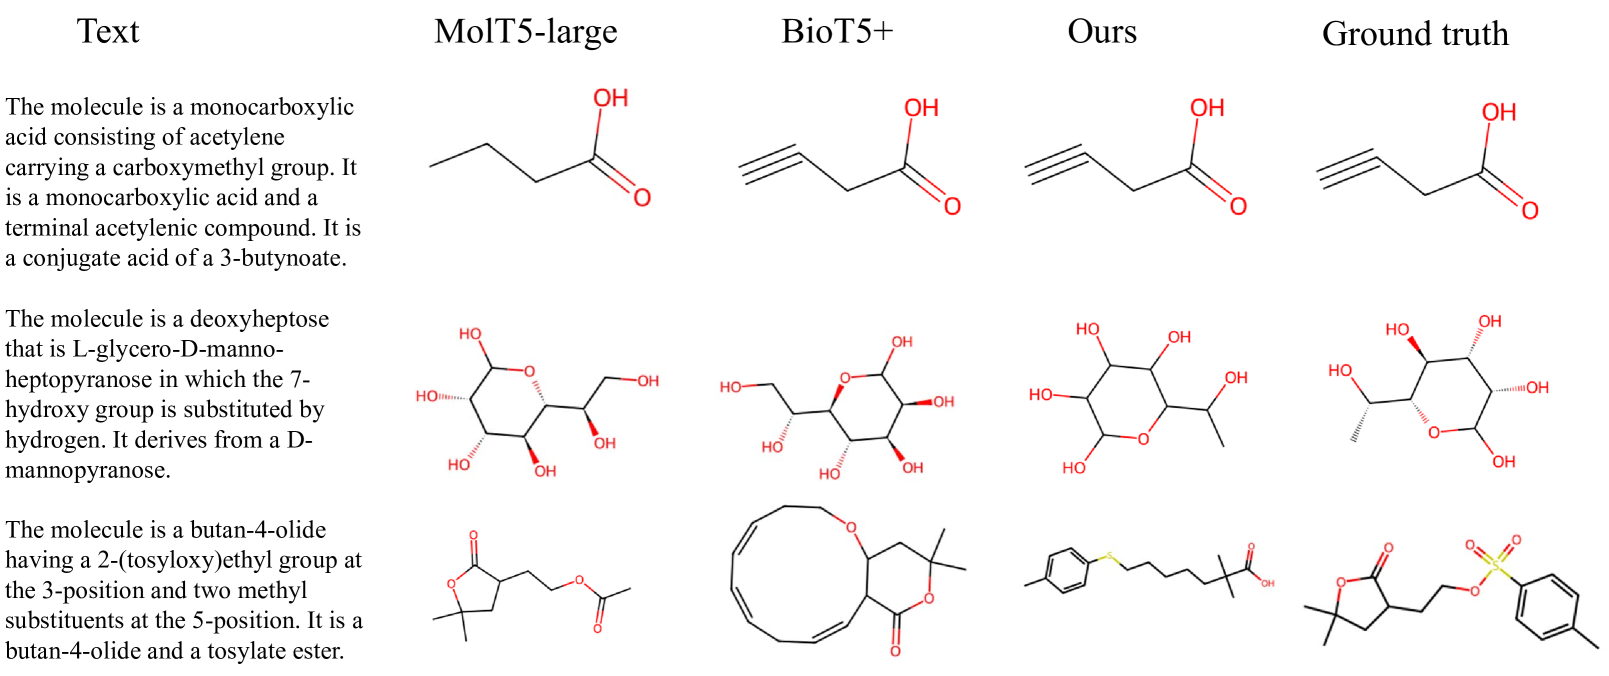 Text MolT5-large BioT5+ Ours Ground truth
The molecule is a monocarboxylic
acid consisting of acetylene
carrying a carboxymethyl group. It
is a monocarboxylic acid and a
terminal acetylenic compound. It is
a conjugate acid of a 3-butynoate.
OH O
OH O
OH O
OH O
The molecule is a deoxyheptose
that is L-glycero-D-manno-
heptopyranose in which the 7-
hydroxy group is substituted by
hydrogen. It derives from a D-
mannopyranose.
HO O OH HO OH HO OH
OH HO O OH HO OH HO
HO OH HO OH O HO
HO OH HO OH O OH
The molecule is a butan-4-olide
having a 2-(tosyloxy)ethyl group at
the 3-position and two methyl
substituents at the 5-position. It is a
butan-4-olide and a tosylate ester.
O O O O
O O O
S O OH
O O O S O O